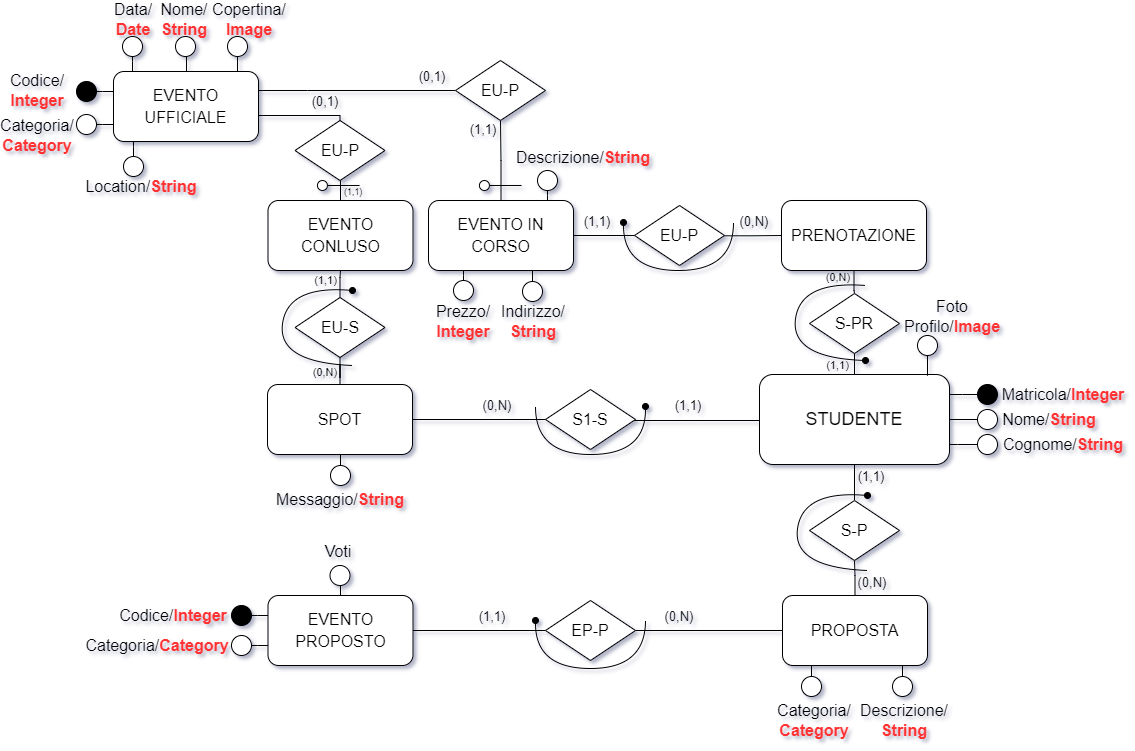 Data/
Date
Nome/
String
Copertina/
Image
Codice/
Integer
Categoria/
Category
EVENTO
UFFICIALE
Location/String
(0,1)
(0,1)
EU-P
(1,1)
EU-P
(1,1)
Descrizione/String
EVENTO
CONLUSO
EVENTO IN
CORSO
(1,1)
EU-P
(0,N)
PRENOTAZIONE
(1,1)
EU-S
(0,N)
Prezzo/
Integer
Indirizzo/
String
(0,N)
S-PR
(1,1)
Foto
Profilo/Image
SPOT
(0,N)
S1-S
(1,1)
STUDENTE
Matricola/Integer
Nome/String
Cognome/String
Messaggio/String
(1,1)
S-P
(0,N)
Voti
Codice/Integer
Categoria/Category
EVENTO
PROPOSTO
(1,1)
EP-P
(0,N)
PROPOSTA
Categoria/
Category
Descrizione/
String